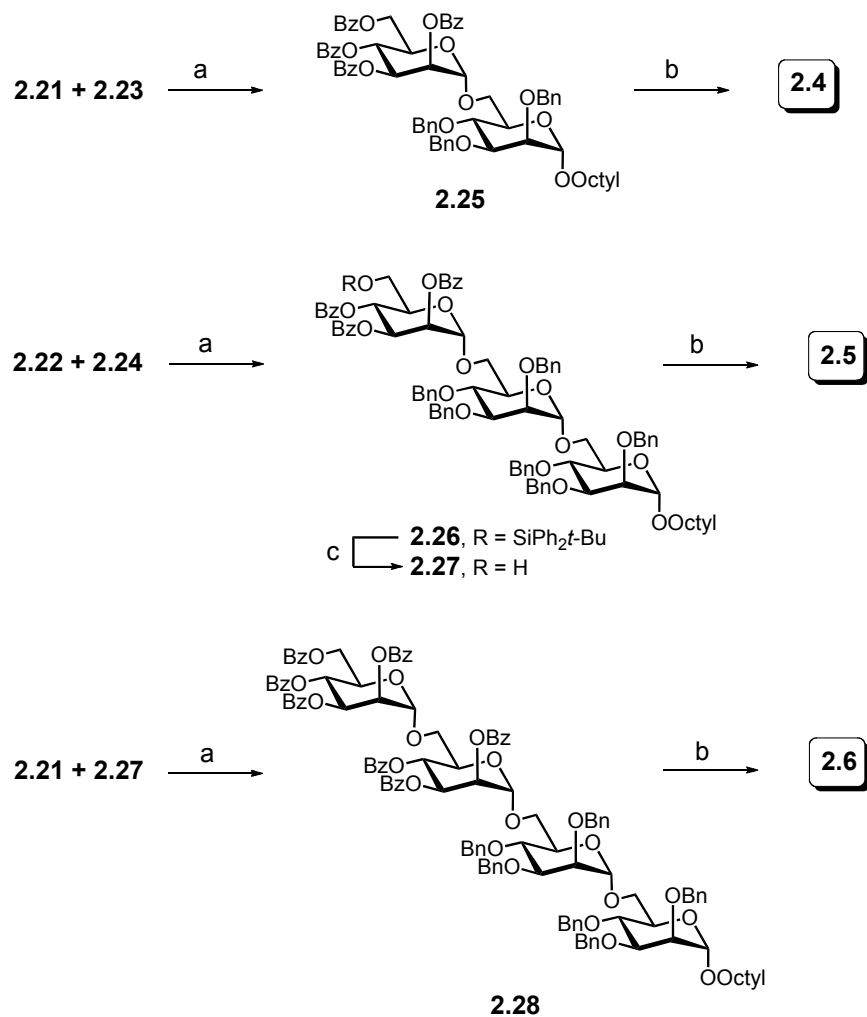 BzO OBz
BzO O
BzO
2.21 + 2.23 a b 2.4
O OBn
BnO O
BnO
OOctyl
2.25
RO OBz
BzO O
BzO
2.22 + 2.24 a b 2.5
O OBn
BnO O
BnO
O OBn
BnO O
BnO
OOctyl
2.26, R = SiPh2t-Bu
c
2.27, R = H
BzO OBz
BzO O
BzO
O OBz
2.21 + 2.27 a b 2.6
BzO O
BzO
O OBn
BnO O
BnO
O OBn
BnO O
BnO
OOctyl
2.28